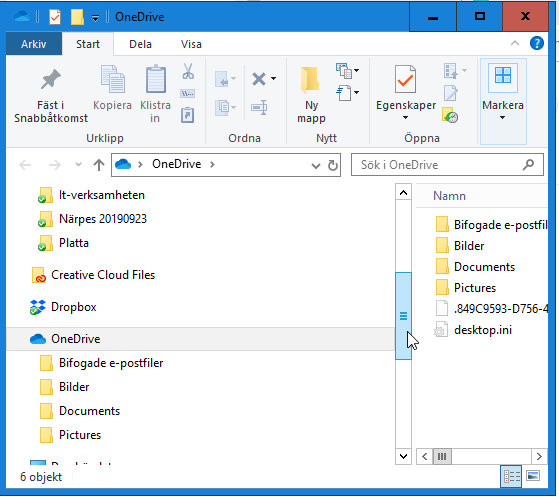 OneDrive
Arkiv Start Dela Visa
Fäst i Snabbåtkomst
Kopiera
Klistra in
Urklipp
Ordna
Ny mapp
Nytt
Egenskaper
Öppna
Markera
OneDrive
Sök i OneDrive
It-verksamheten
Närpes 20190923
Platta
Creative Cloud Files
Dropbox
OneDrive
Bifogade e-postfiler
Bilder
Documents
Pictures
Namn
Bifogade e-postfil
Bilder
Documents
Pictures
.849C9593-D756-4
desktop.ini
6 objekt